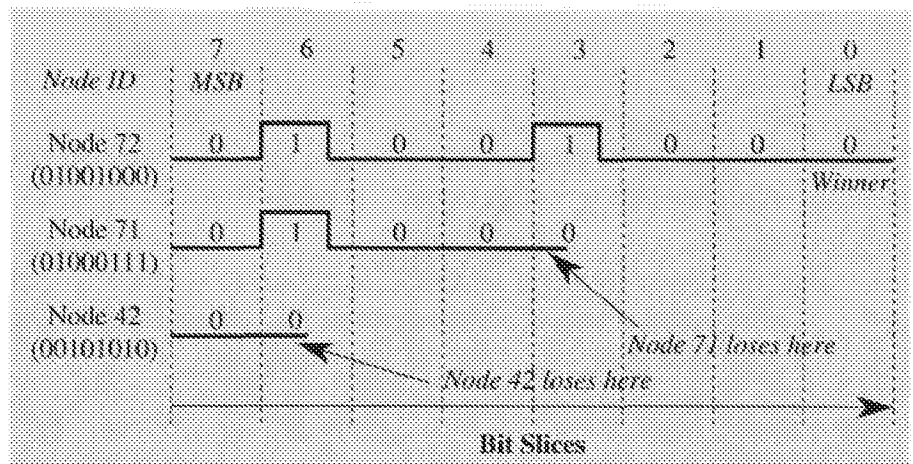 7 6 5 4 3 2 1 0
Node ID MSB LSB
Node 72 0 1 0 0 1 0 0 0
(01001000) Winner
Node 71 0 1 0 0 0
(01000111)
Node 42 0 0
(00101010)
Node 71 loses here
Node 42 loses here
Bit Slices